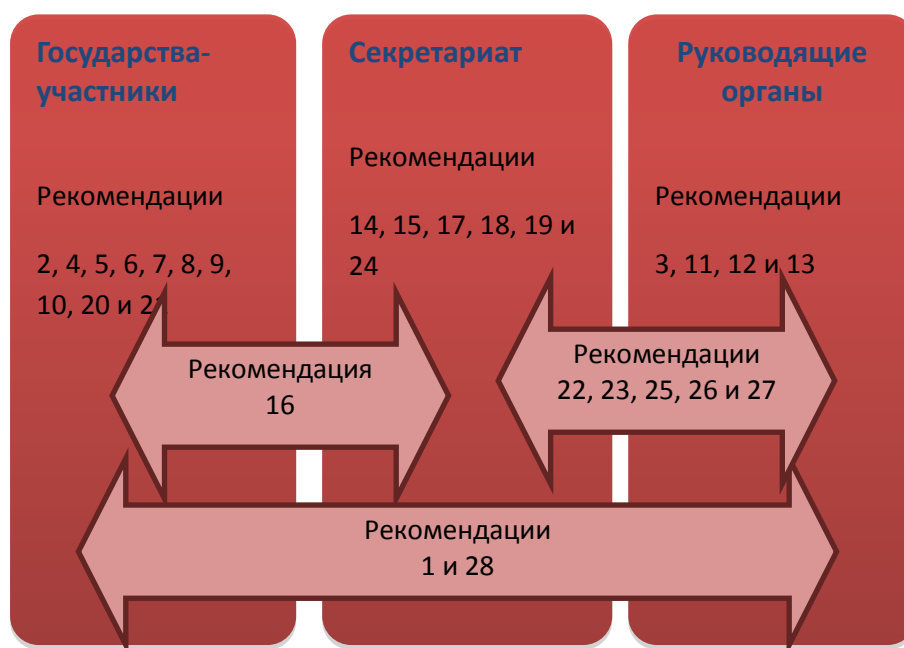 Государства-
участники
Рекомендации
2, 4, 5, 6, 7, 8, 9,
10, 20 и
Секретариат
Рекомендации
14, 15, 17, 18, 19 и
24
Руководящие
органы
Рекомендации
3, 11, 12 и 13
Рекомендация
16
Рекомендации
22, 23, 25, 26 и 27
Рекомендации
1 и 28